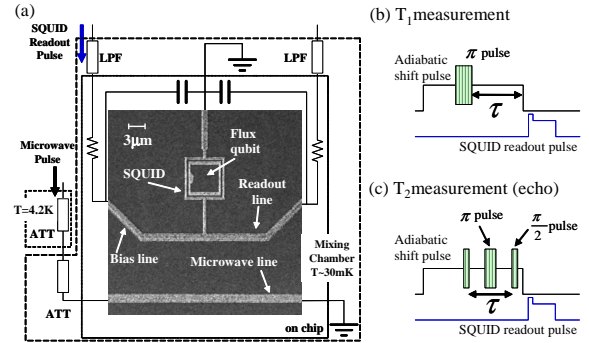 (a)
SQUID
Readout
Pulse
LPF
LPF
3μm
Flux
qubit
SQUID
Microwave
Pulse
T=4.2K
ATT
Readout
line
Bias line
Microwave line
Mixing
Chamber
T~30mK
ATT
on chip
(b) T₁measurement
π pulse
Adiabatic
shift pulse
τ
SQUID readout pulse
(c) T₂measurement (echo)
π pulse
π/2 pulse
Adiabatic
shift pulse
τ
SQUID readout pulse